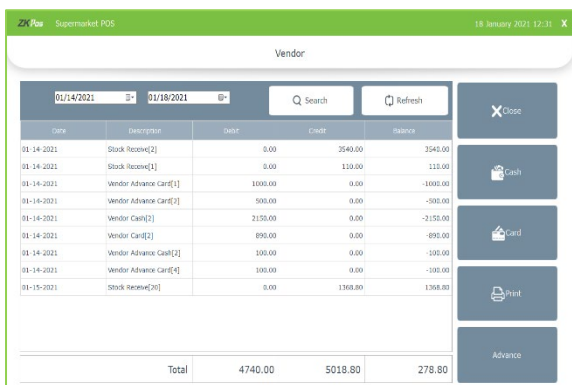 ZKPos Supermarket POS 18 January 2021 12:31 X
Vendor
01/14/2021 01/18/2021 Search Refresh
Close
Date Description Debit Credit Balance
01-14-2021 Stock Receive[2] 0.00 3540.00 3540.00
01-14-2021 Stock Receive[1] 0.00 110.00 110.00
01-14-2021 Vendor Advance Card[1] 1000.00 0.00 -1000.00
Cash
01-14-2021 Vendor Advance Card[2] 500.00 0.00 -500.00
01-14-2021 Vendor Cash[2] 2150.00 0.00 -2150.00
01-14-2021 Vendor Card[2] 890.00 0.00 -890.00
Card
01-14-2021 Vendor Advance Cash[3] 100.00 0.00 -100.00
01-14-2021 Vendor Advance Card[4] 100.00 0.00 -100.00
01-15-2021 Stock Receive[20] 0.00 1368.80 1368.80
Print
Advance
Total 4740.00 5018.80 278.80